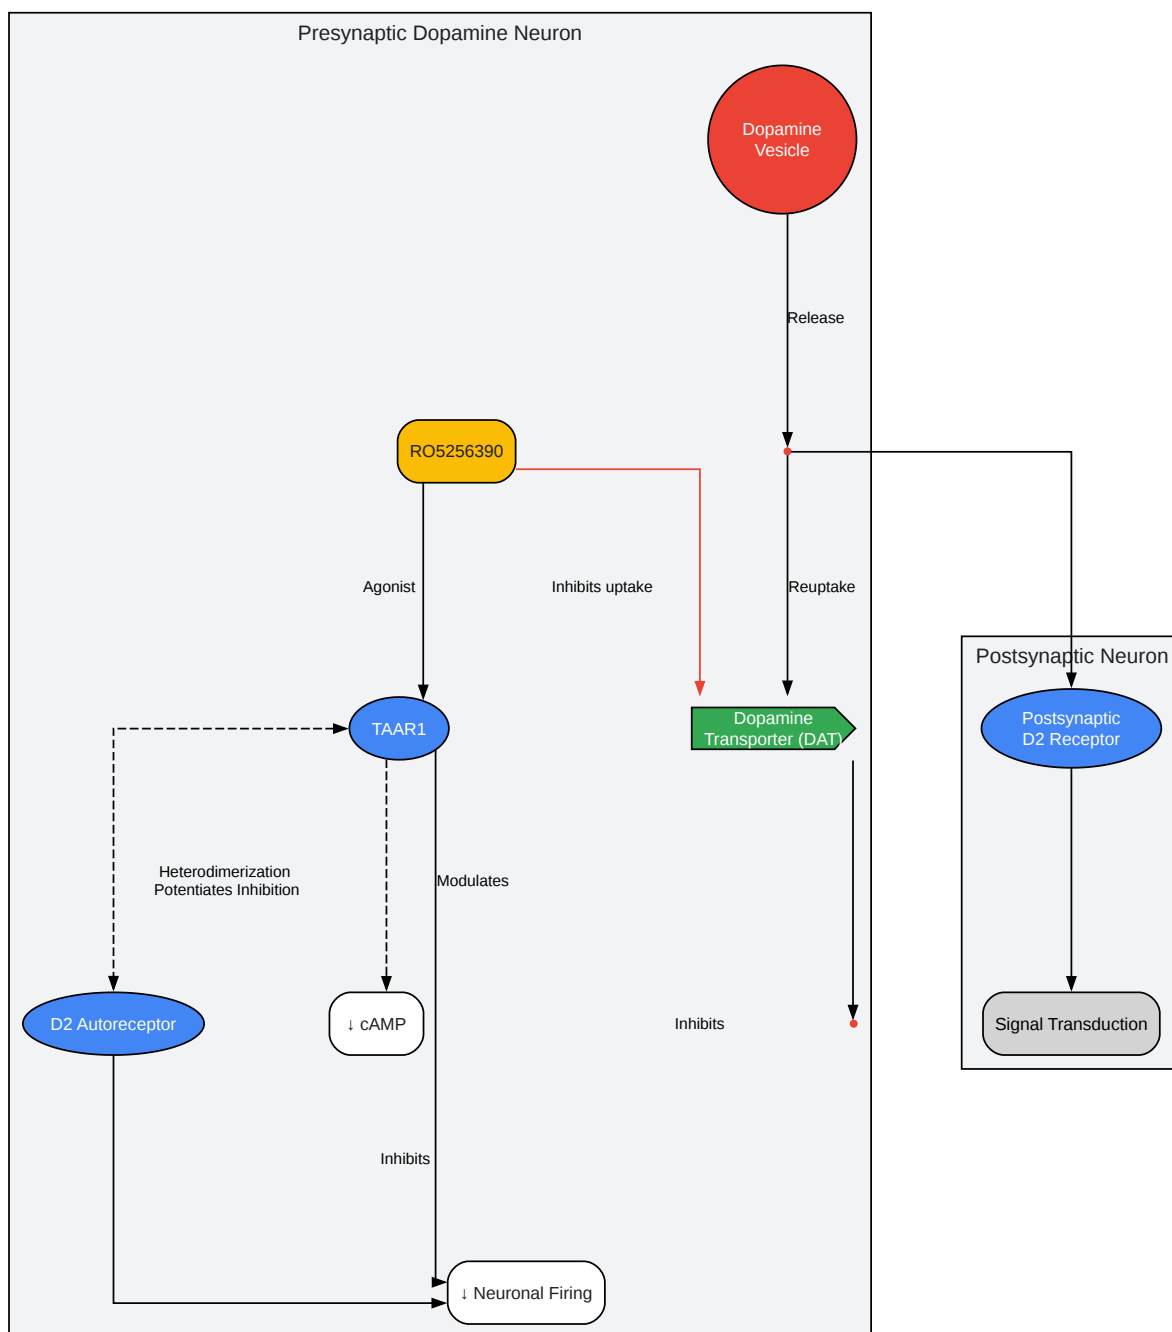 Presynaptic Dopamine Neuron
Dopamine
Vesicle
Release
RO5256390
Agonist
Inhibits uptake
Reuptake
Postsynaptic Neuron
TAAR1
Dopamine
Transporter (DAT)
Postsynaptic
D2 Receptor
Heterodimerization
Potentiates Inhibition
Modulates
D2 Autoreceptor
↓ cAMP
Inhibits
Signal Transduction
Inhibits
↓ Neuronal Firing